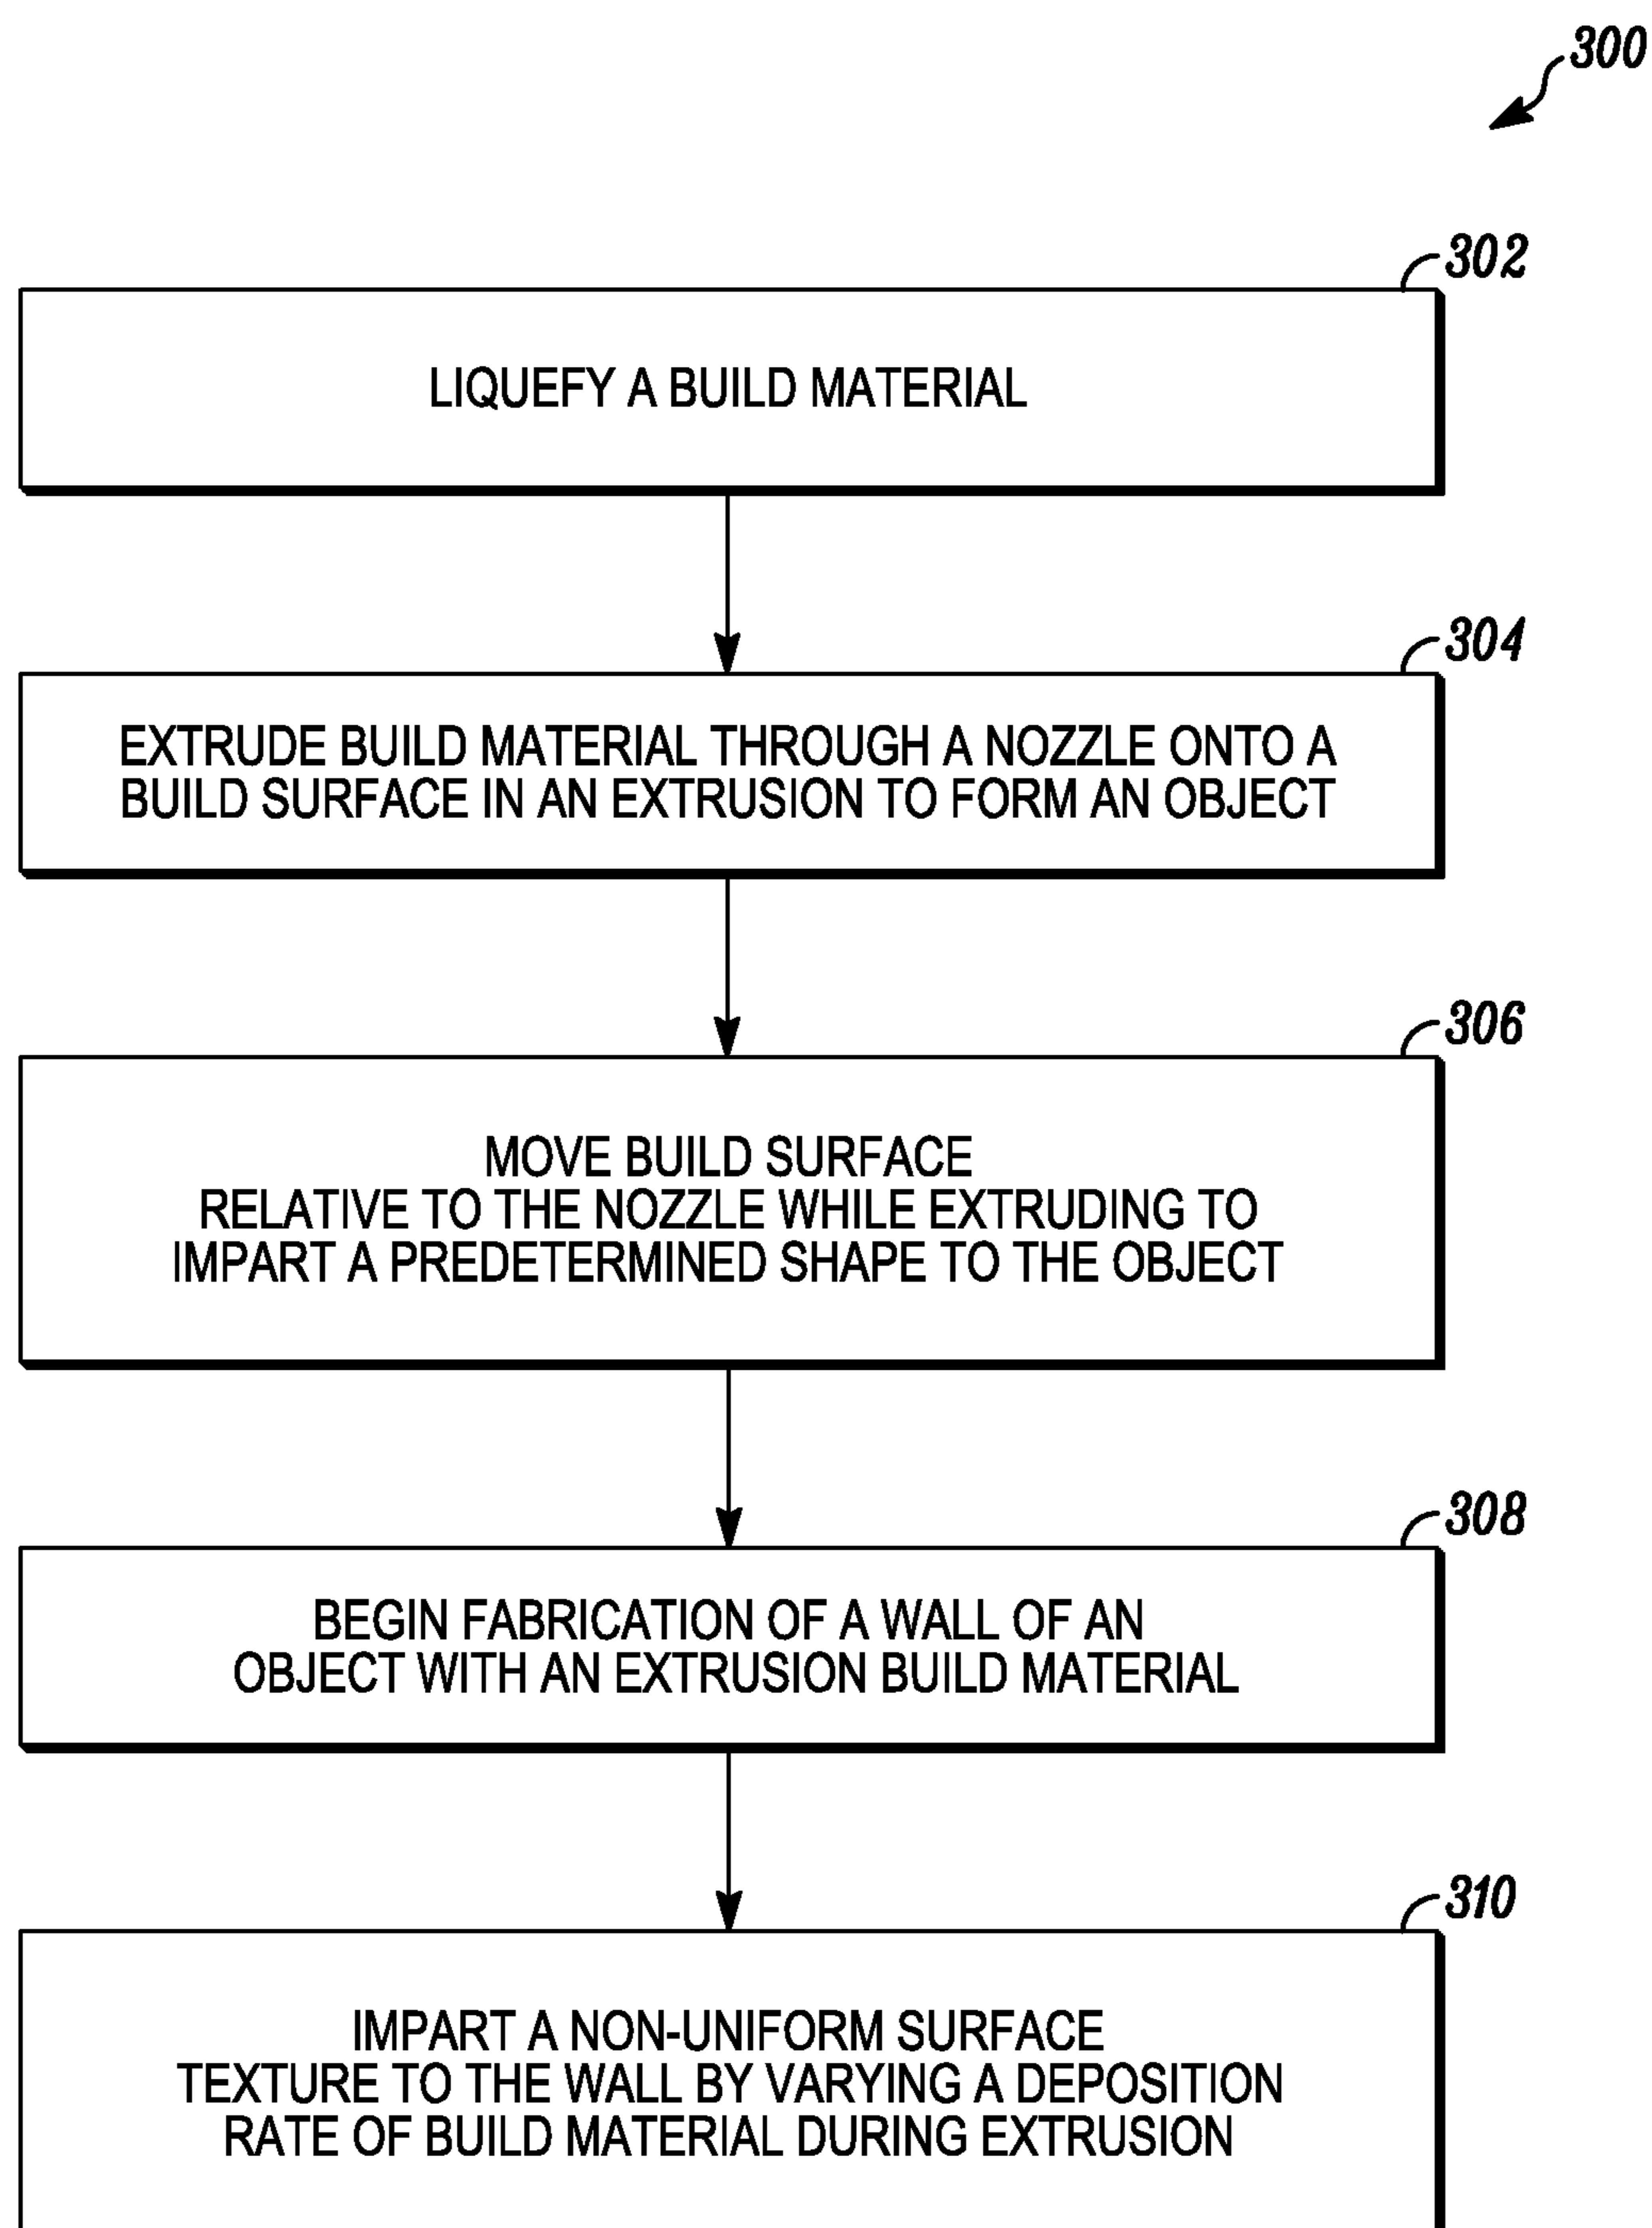 300
302
LIQUEFY A BUILD MATERIAL
304
EXTRUDE BUILD MATERIAL THROUGH A NOZZLE ONTO A
BUILD SURFACE IN AN EXTRUSION TO FORM AN OBJECT
306
MOVE BUILD SURFACE
RELATIVE TO THE NOZZLE WHILE EXTRUDING TO
IMPART A PREDETERMINED SHAPE TO THE OBJECT
308
BEGIN FABRICATION OF A WALL OF AN
OBJECT WITH AN EXTRUSION BUILD MATERIAL
310
IMPART A NON-UNIFORM SURFACE
TEXTURE TO THE WALL BY VARYING A DEPOSITION
RATE OF BUILD MATERIAL DURING EXTRUSION